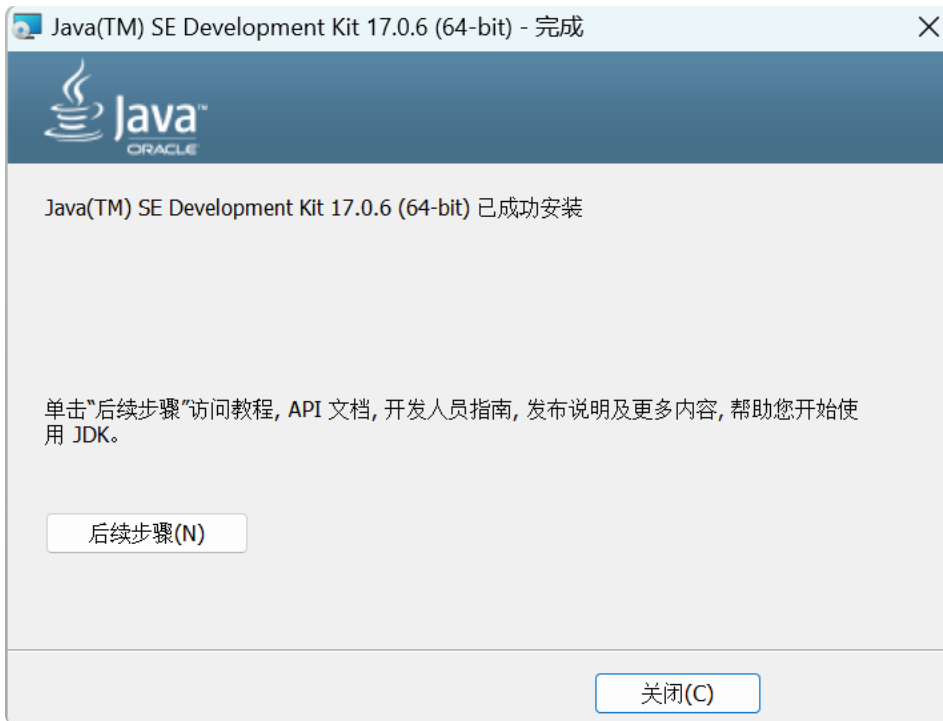 Java(TM) SE Development Kit 17.0.6 (64-bit) - 完成
Java™
ORACLE
Java(TM) SE Development Kit 17.0.6 (64-bit) 已成功安装
单击“后续步骤”访问教程, API 文档, 开发人员指南, 发布说明及更多内容, 帮助您开始使
用 JDK。
后续步骤(N)
关闭(C)